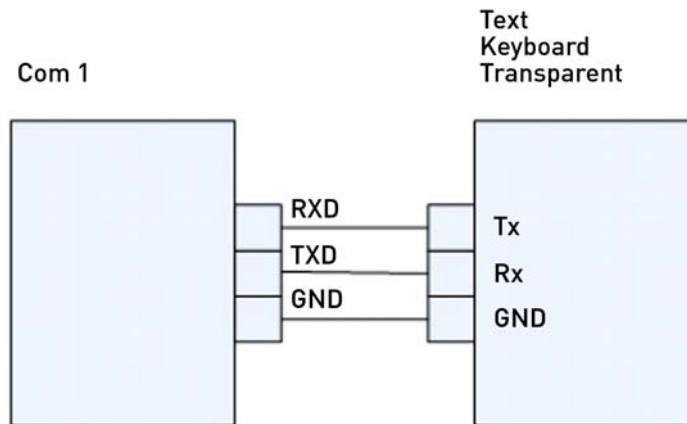 Text
Keyboard
Transparent
Com 1
RXD
Tx
TXD
Rx
GND
GND